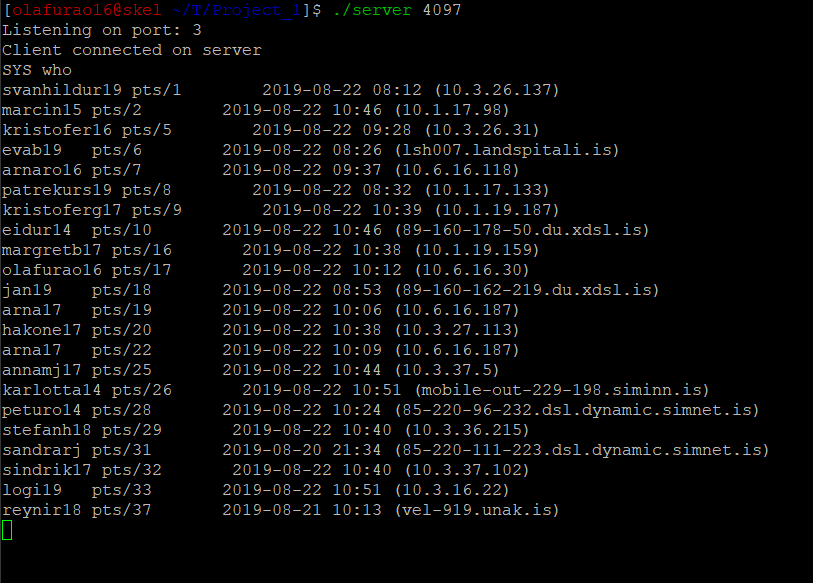 [olafurao16@skel ~/T/Project_1]$ ./server 4097
Listening on port: 3
Client connected on server
SYS who
svanhildur19 pts/1        2019-08-22 08:12 (10.3.26.137)
marcin15 pts/2        2019-08-22 10:46 (10.1.17.98)
kristofer16 pts/5        2019-08-22 09:28 (10.3.26.31)
evab19   pts/6        2019-08-22 08:26 (lsh007.landspitali.is)
arnaro16 pts/7        2019-08-22 09:37 (10.6.16.118)
patrekurs19 pts/8        2019-08-22 08:32 (10.1.17.133)
kristoferg17 pts/9        2019-08-22 10:39 (10.1.19.187)
eidur14  pts/10       2019-08-22 10:46 (89-160-178-50.du.xdsl.is)
margretb17 pts/16       2019-08-22 10:38 (10.1.19.159)
olafurao16 pts/17       2019-08-22 10:12 (10.6.16.30)
jan19    pts/18       2019-08-22 08:53 (89-160-162-219.du.xdsl.is)
arna17   pts/19       2019-08-22 10:06 (10.6.16.187)
hakone17 pts/20       2019-08-22 10:38 (10.3.27.113)
arna17   pts/22       2019-08-22 10:09 (10.6.16.187)
annamj17 pts/25       2019-08-22 10:44 (10.3.37.5)
karlotta14 pts/26       2019-08-22 10:51 (mobile-out-229-198.siminn.is)
peturo14 pts/28       2019-08-22 10:24 (85-220-96-232.dsl.dynamic.simnet.is)
stefanh18 pts/29       2019-08-22 10:40 (10.3.36.215)
sandrarj pts/31       2019-08-20 21:34 (85-220-111-223.dsl.dynamic.simnet.is)
sindrik17 pts/32       2019-08-22 10:40 (10.3.37.102)
logi19   pts/33       2019-08-22 10:51 (10.3.16.22)
reynir18 pts/37       2019-08-21 10:13 (vel-919.unak.is)